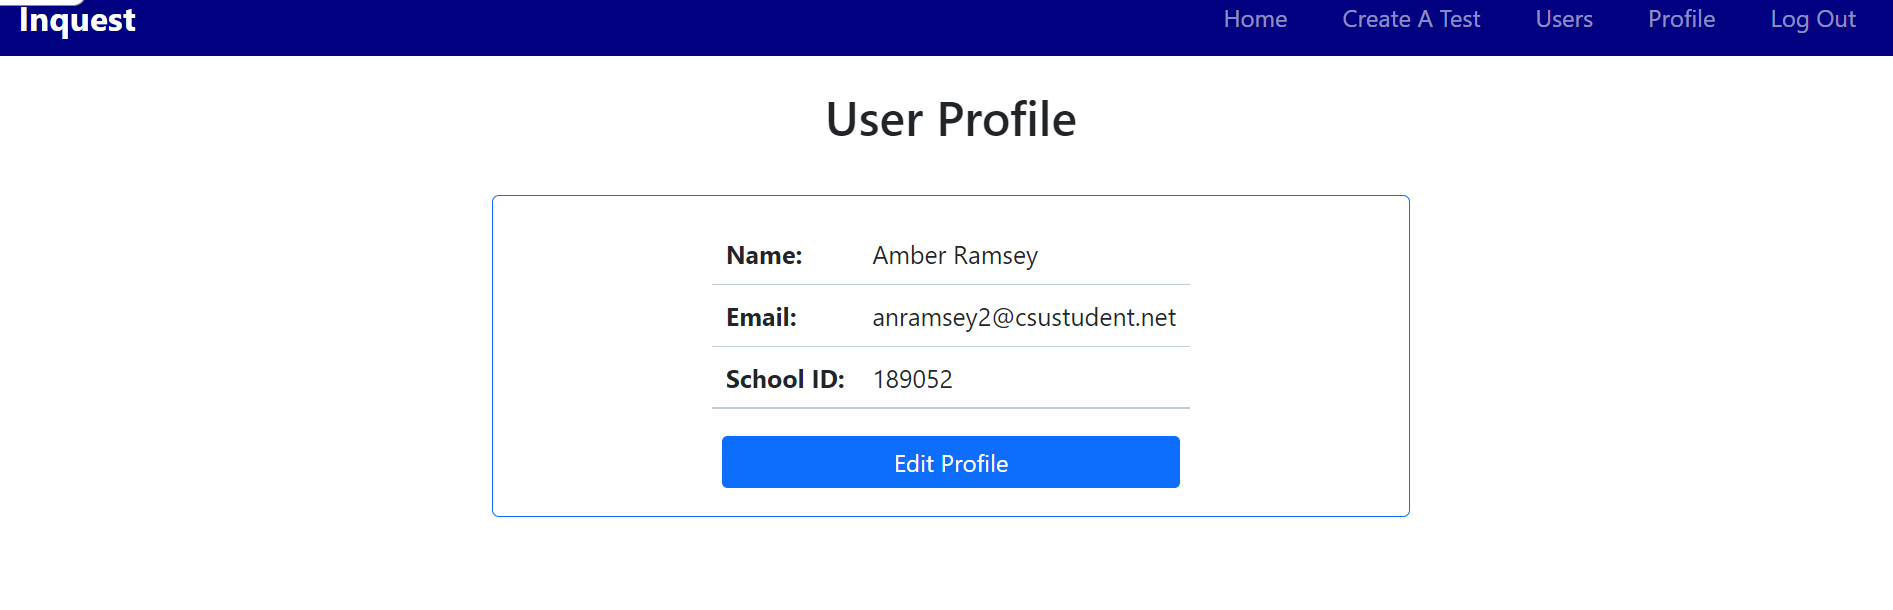 Inquest Home Create A Test Users Profile Log Out
User Profile
Name: Amber Ramsey
Email: anramsey2@csustudent.net
School ID: 189052
Edit Profile